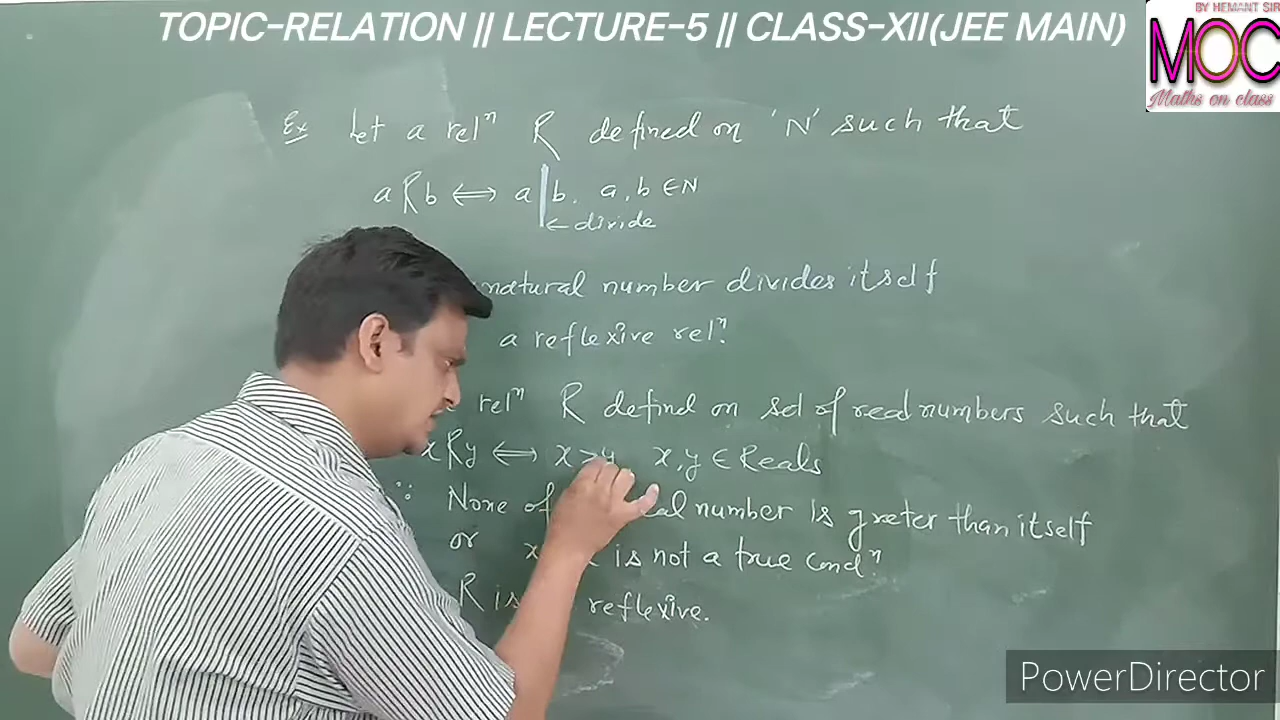 TOPIC-RELATION || LECTURE-5 || CLASS-XII(JEE MAIN)
BY HEMANT SIR
MOC
Maths on class
Ex Let a relⁿ R defined on 'N' such that
a R b ⟺ a | b, a, b ∈ N
← divide
natural number divides itself
a reflexive relⁿ.
relⁿ R defind on set of real numbers such that
x R y ⟺ x > y, x, y ∈ Reals
∵ None of real number is greter than itself
or x is not a true condⁿ.
R is reflexive.
PowerDirector